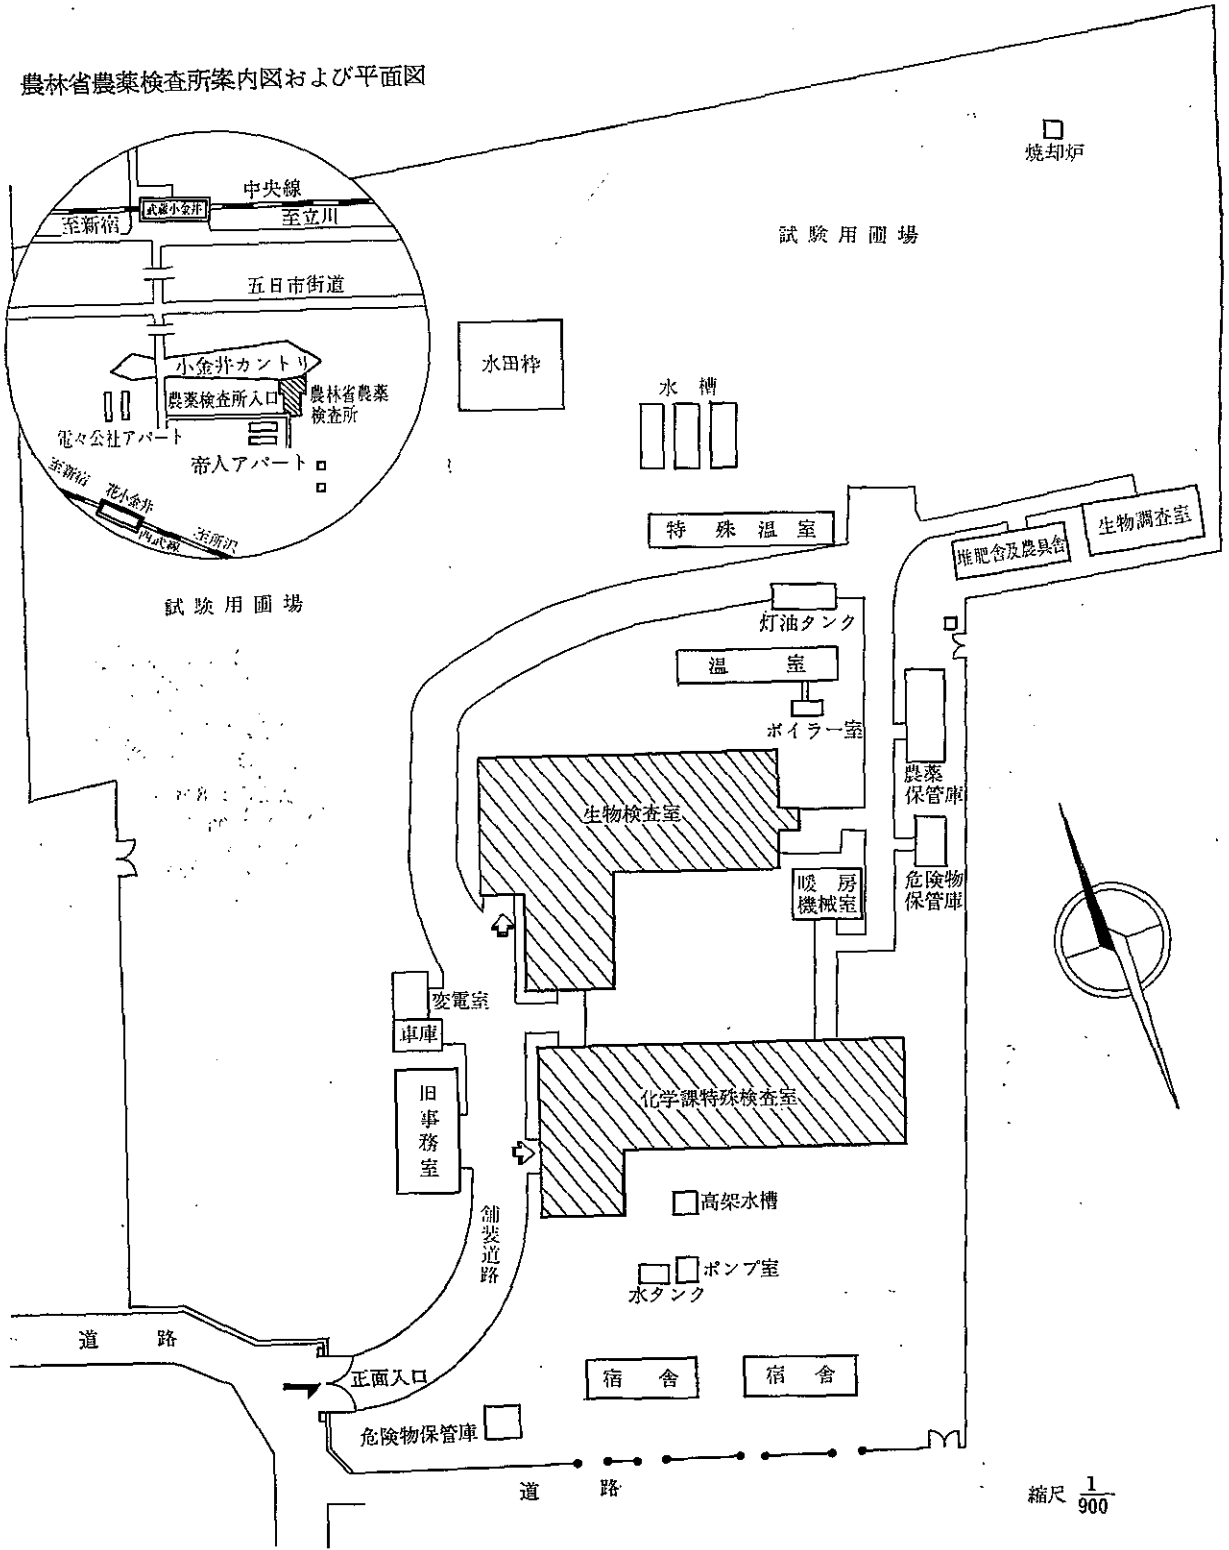 農林省農薬検査所案内図および平面図
中央線
武蔵小金井
至新宿
至立川
五日市街道
小金井カントリ
農薬検査所入口
農林省農薬
検査所
電々公社アパート
帝人アパート
至新宿
花小金井
西武線
至所沢
焼却炉
試験用圃場
水田枠
水槽
特殊温室
生物調査室
堆肥舎及農具舎
試験用圃場
灯油タンク
温室
ボイラー室
農薬
保管庫
生物検査室
暖房
機械室
危険物
保管庫
変電室
車庫
旧事務室
化学課特殊検査室
高架水槽
舗装道路
ポンプ室
水タンク
道路
正面入口
宿舎
宿舎
危険物保管庫
道路
縮尺 1/900